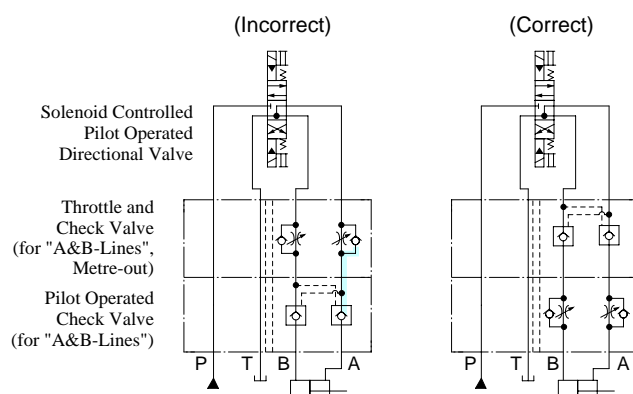 (Incorrect)
(Correct)
Solenoid Controlled
Pilot Operated
Directional Valve
Throttle and
Check Valve
(for "A&B-Lines",
Metre-out)
Pilot Operated
Check Valve
(for "A&B-Lines")
P T B A
P T B A